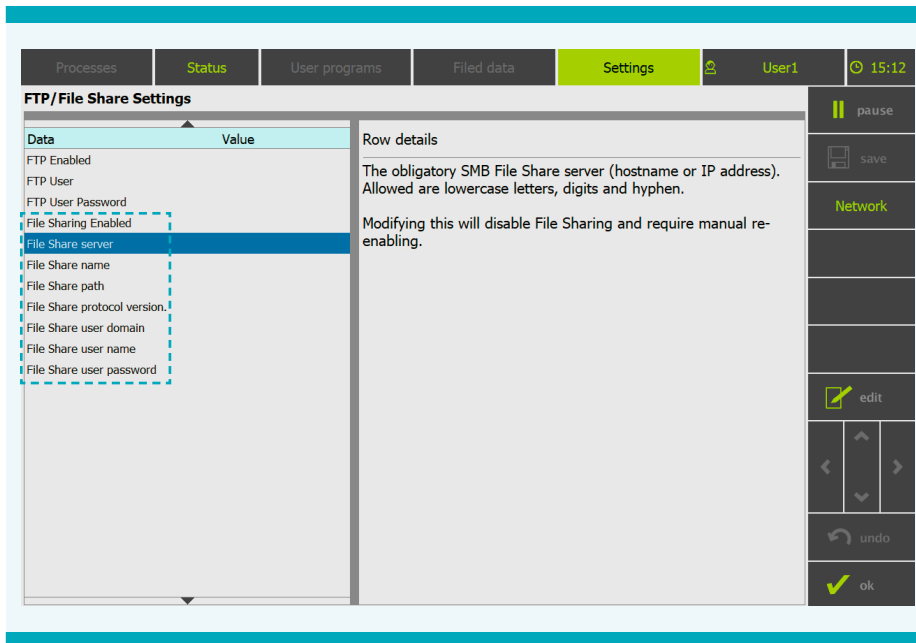 Processes
Status
User programs
Filed data
Settings
User1
15:12
FTP/File Share Settings
Data Value
FTP Enabled
FTP User
FTP User Password
File Sharing Enabled
File Share server
File Share name
File Share path
File Share protocol version.
File Share user domain
File Share user name
File Share user password
Row details
The obligatory SMB File Share server (hostname or IP address).
Allowed are lowercase letters, digits and hyphen.
Modifying this will disable File Sharing and require manual re-
enabling.
pause
save
Network
edit
undo
ok